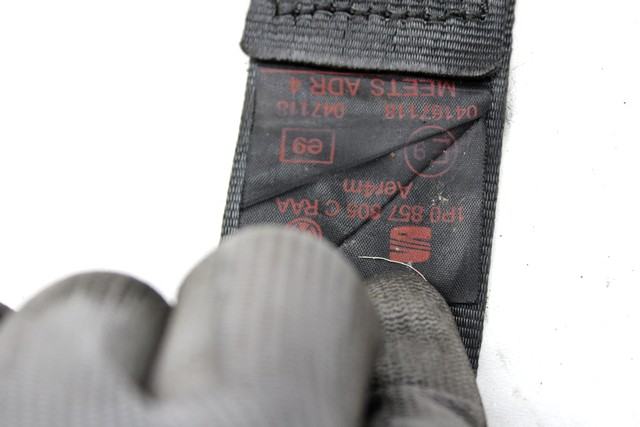 1P0 857 805 C RAA
Aer4m
E9 e9
04167118 047118
MEETS ADR 4